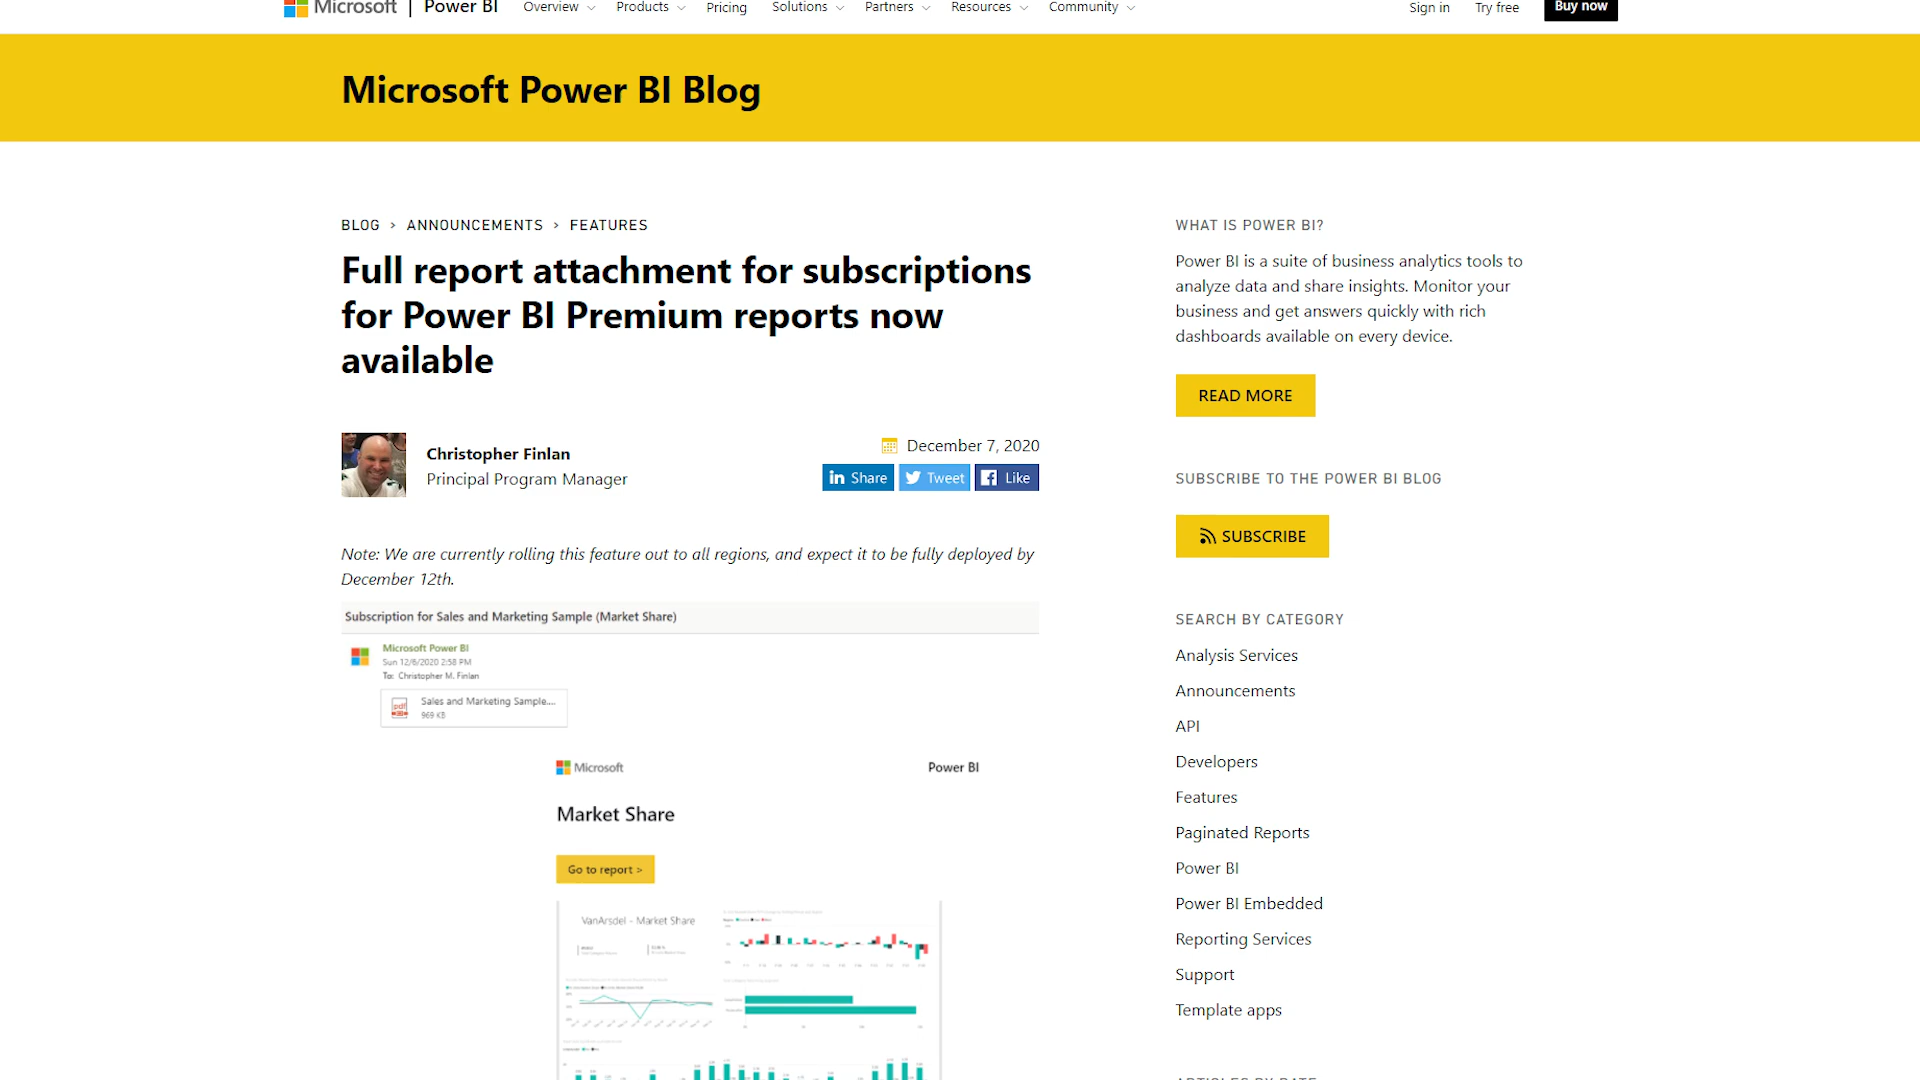 Microsoft | Power BI Overview Products Pricing Solutions Partners Resources Community Sign in Try free Buy now
Microsoft Power BI Blog
BLOG > ANNOUNCEMENTS > FEATURES
Full report attachment for subscriptions
for Power BI Premium reports now
available
Christopher Finlan
Principal Program Manager
December 7, 2020
Share Tweet Like
Note: We are currently rolling this feature out to all regions, and expect it to be fully deployed by
December 12th.
Subscription for Sales and Marketing Sample (Market Share)
Microsoft Power BI
Sun 12/6/2020 2:58 PM
To: Christopher M. Finlan
pdf
Sales and Marketing Sample....
969 KB
Microsoft Power BI
Market Share
Go to report >
VanArsdel - Market Share
WHAT IS POWER BI?
Power BI is a suite of business analytics tools to
analyze data and share insights. Monitor your
business and get answers quickly with rich
dashboards available on every device.
READ MORE
SUBSCRIBE TO THE POWER BI BLOG
SUBSCRIBE
SEARCH BY CATEGORY
Analysis Services
Announcements
API
Developers
Features
Paginated Reports
Power BI
Power BI Embedded
Reporting Services
Support
Template apps
ARTICLES BY DATE